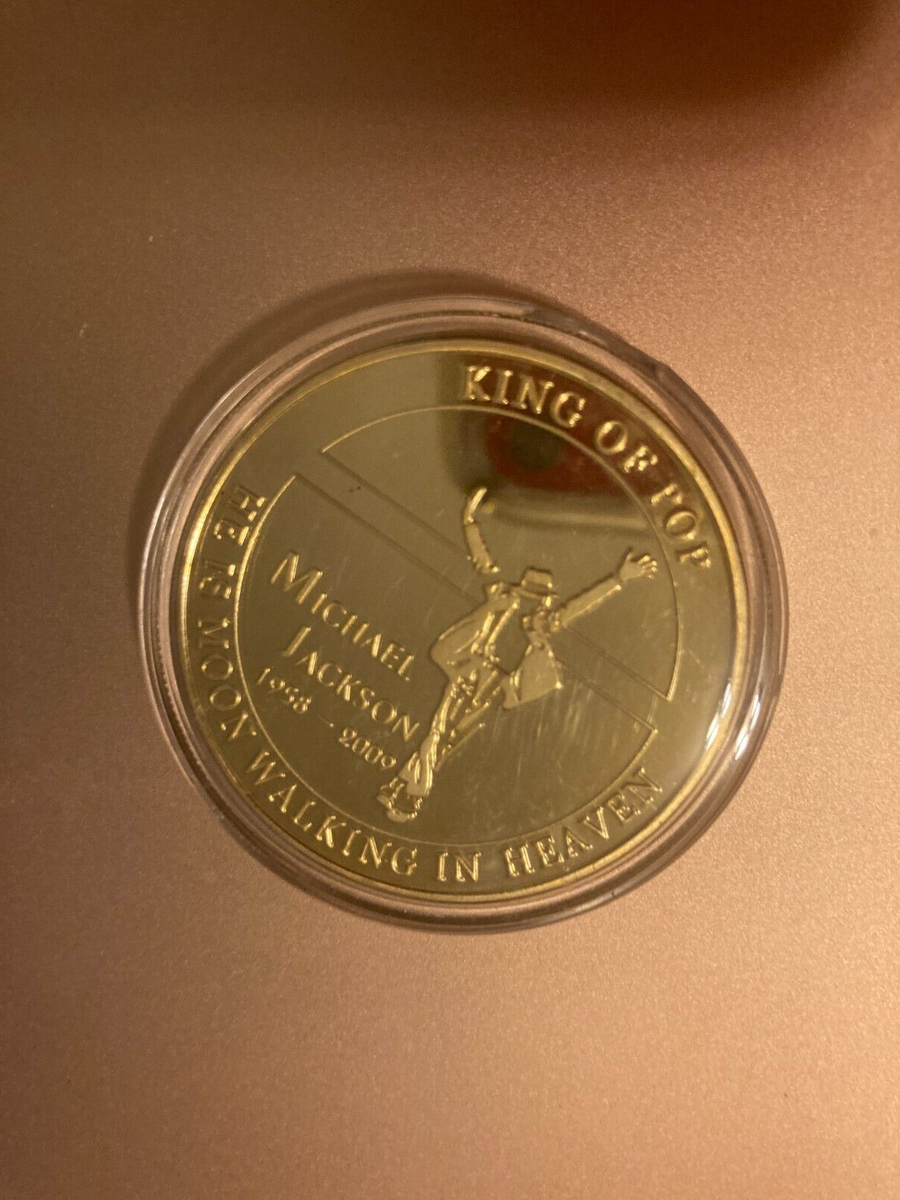 KING OF POP
MICHAEL
JACKSON
1958 - 2009
HE IS MOON WALKING IN HEAVEN